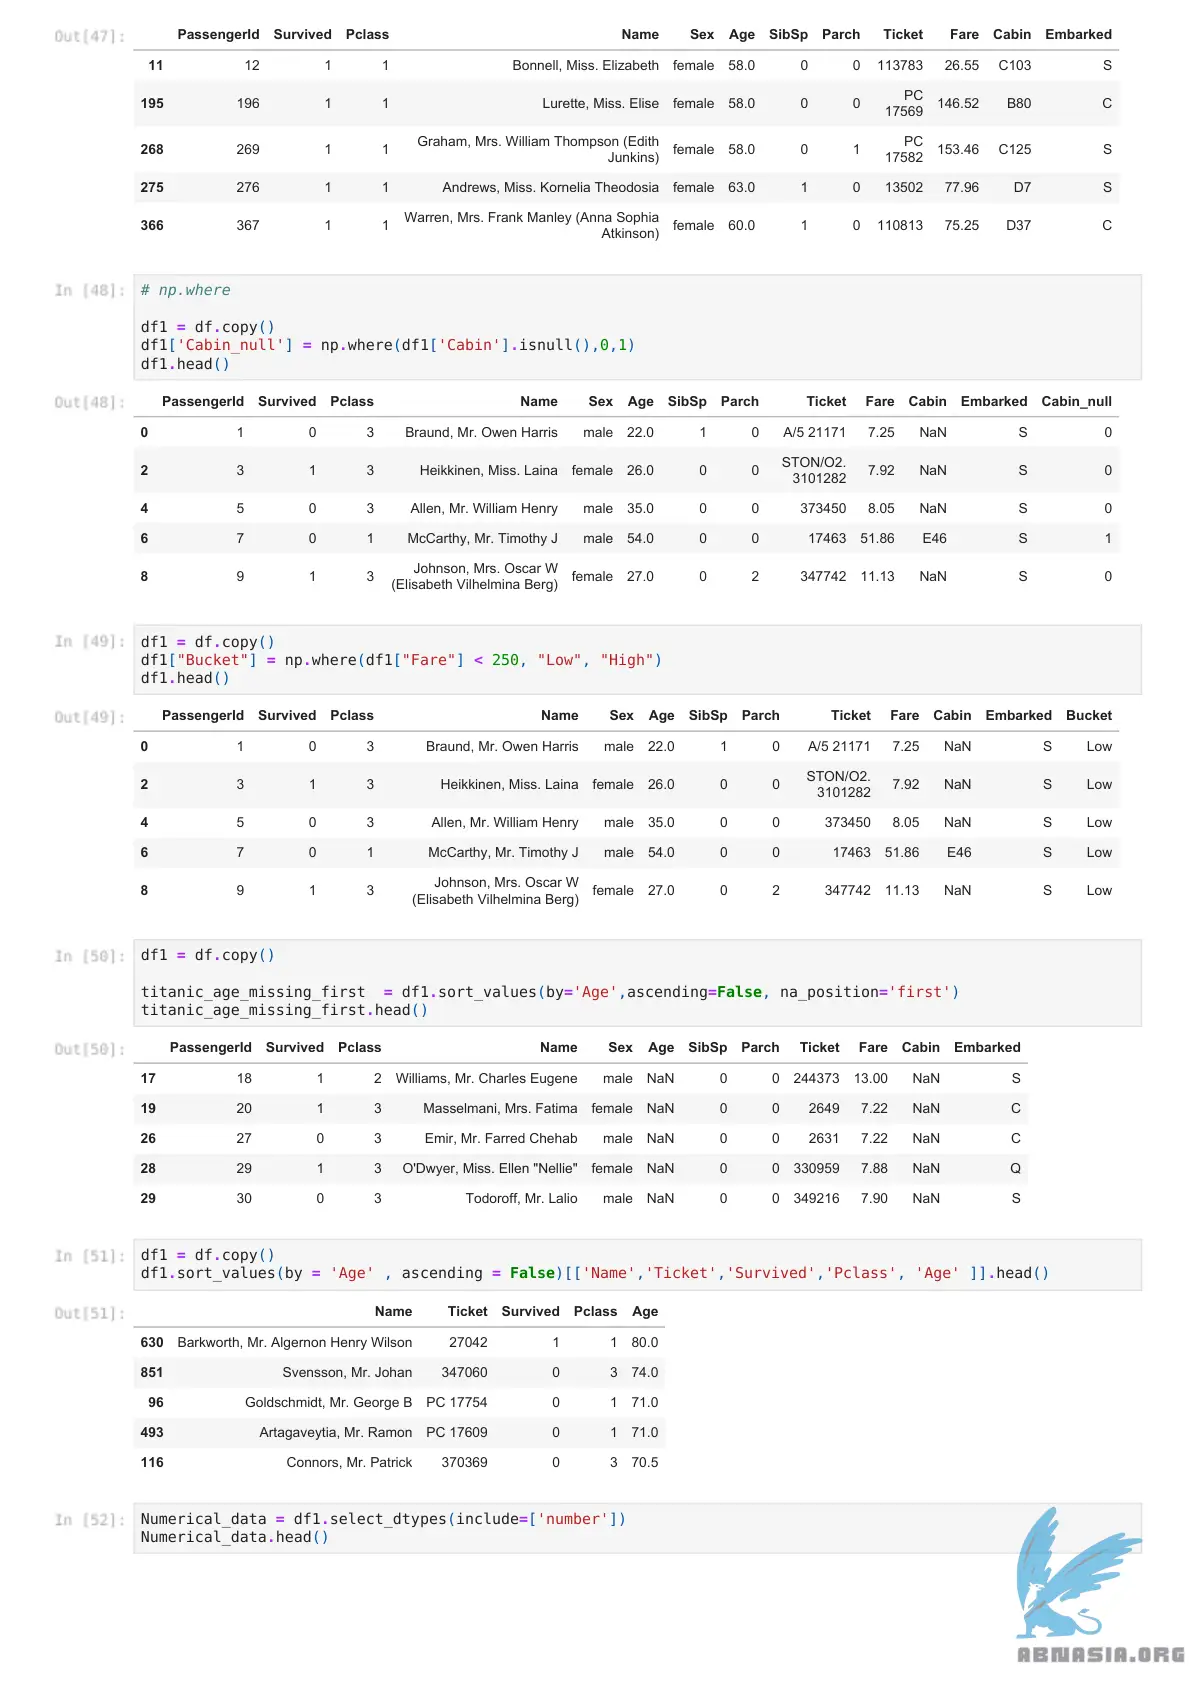 Out[47]:
PassengerId Survived Pclass Name Sex Age SibSp Parch Ticket Fare Cabin Embarked
11 12 1 1 Bonnell, Miss. Elizabeth female 58.0 0 0 113783 26.55 C103 S
195 196 1 1 Lurette, Miss. Elise female 58.0 0 0 PC 17569 146.52 B80 C
268 269 1 1 Graham, Mrs. William Thompson (Edith Junkins) female 58.0 0 1 PC 17582 153.46 C125 S
275 276 1 1 Andrews, Miss. Kornelia Theodosia female 63.0 1 0 13502 77.96 D7 S
366 367 1 1 Warren, Mrs. Frank Manley (Anna Sophia Atkinson) female 60.0 1 0 110813 75.25 D37 C
In [48]:
# np.where
df1 = df.copy()
df1['Cabin_null'] = np.where(df1['Cabin'].isnull(),0,1)
df1.head()
Out[48]:
PassengerId Survived Pclass Name Sex Age SibSp Parch Ticket Fare Cabin Embarked Cabin_null
0 1 0 3 Braund, Mr. Owen Harris male 22.0 1 0 A/5 21171 7.25 NaN S 0
2 3 1 3 Heikkinen, Miss. Laina female 26.0 0 0 STON/O2. 3101282 7.92 NaN S 0
4 5 0 3 Allen, Mr. William Henry male 35.0 0 0 373450 8.05 NaN S 0
6 7 0 1 McCarthy, Mr. Timothy J male 54.0 0 0 17463 51.86 E46 S 1
8 9 1 3 Johnson, Mrs. Oscar W (Elisabeth Vilhelmina Berg) female 27.0 0 2 347742 11.13 NaN S 0
In [49]:
df1 = df.copy()
df1["Bucket"] = np.where(df1["Fare"] < 250, "Low", "High")
df1.head()
Out[49]:
PassengerId Survived Pclass Name Sex Age SibSp Parch Ticket Fare Cabin Embarked Bucket
0 1 0 3 Braund, Mr. Owen Harris male 22.0 1 0 A/5 21171 7.25 NaN S Low
2 3 1 3 Heikkinen, Miss. Laina female 26.0 0 0 STON/O2. 3101282 7.92 NaN S Low
4 5 0 3 Allen, Mr. William Henry male 35.0 0 0 373450 8.05 NaN S Low
6 7 0 1 McCarthy, Mr. Timothy J male 54.0 0 0 17463 51.86 E46 S Low
8 9 1 3 Johnson, Mrs. Oscar W (Elisabeth Vilhelmina Berg) female 27.0 0 2 347742 11.13 NaN S Low
In [50]:
df1 = df.copy()
titanic_age_missing_first  = df1.sort_values(by='Age',ascending=False, na_position='first')
titanic_age_missing_first.head()
Out[50]:
PassengerId Survived Pclass Name Sex Age SibSp Parch Ticket Fare Cabin Embarked
17 18 1 2 Williams, Mr. Charles Eugene male NaN 0 0 244373 13.00 NaN S
19 20 1 3 Masselmani, Mrs. Fatima female NaN 0 0 2649 7.22 NaN C
26 27 0 3 Emir, Mr. Farred Chehab male NaN 0 0 2631 7.22 NaN C
28 29 1 3 O'Dwyer, Miss. Ellen "Nellie" female NaN 0 0 330959 7.88 NaN Q
29 30 0 3 Todoroff, Mr. Lalio male NaN 0 0 349216 7.90 NaN S
In [51]:
df1 = df.copy()
df1.sort_values(by = 'Age' , ascending = False)[['Name','Ticket','Survived','Pclass', 'Age' ]].head()
Out[51]:
Name Ticket Survived Pclass Age
630 Barkworth, Mr. Algernon Henry Wilson 27042 1 1 80.0
851 Svensson, Mr. Johan 347060 0 3 74.0
96 Goldschmidt, Mr. George B PC 17754 0 1 71.0
493 Artagaveytia, Mr. Ramon PC 17609 0 1 71.0
116 Connors, Mr. Patrick 370369 0 3 70.5
In [52]:
Numerical_data = df1.select_dtypes(include=['number'])
Numerical_data.head()
ABNASIA.ORG